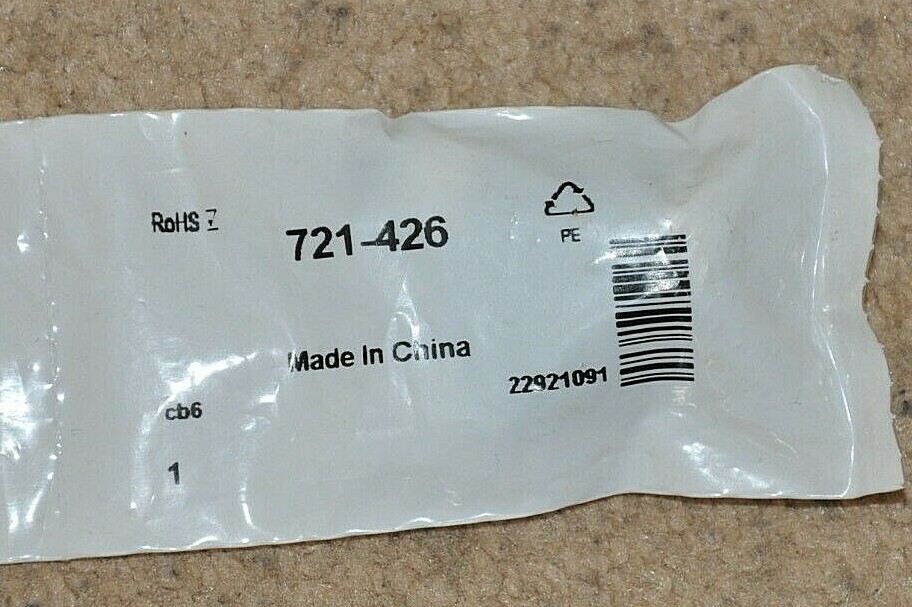 RoHS
721-426
PE
Made In China
22921091
cb6
1